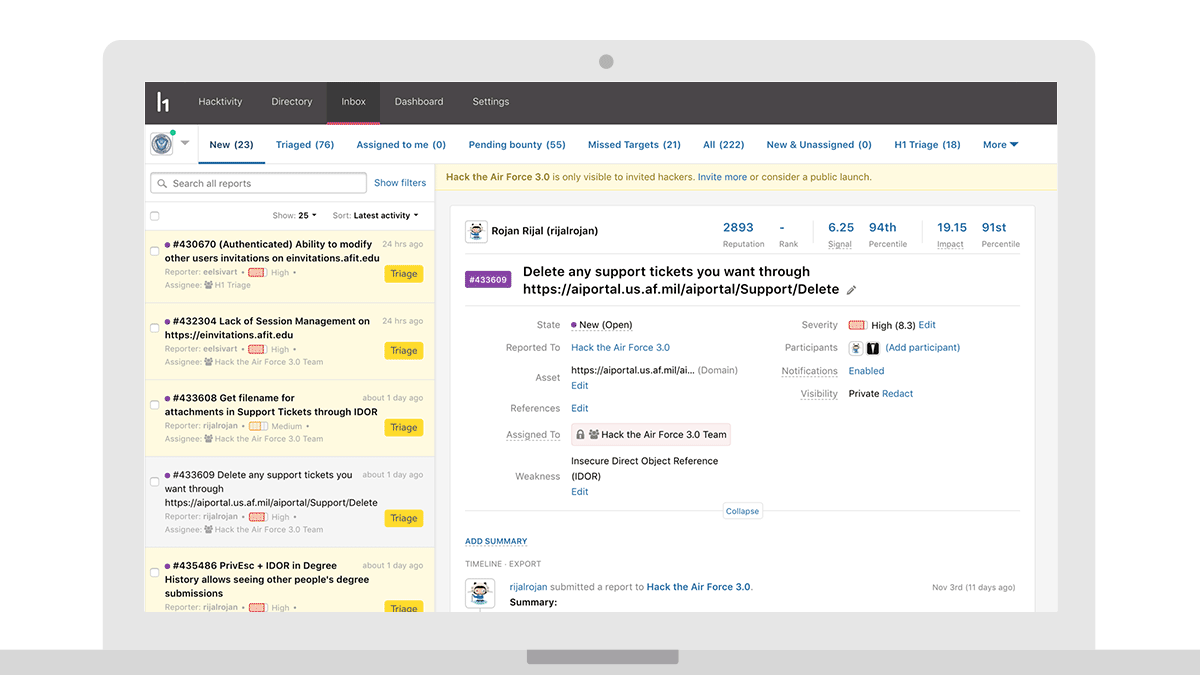 h1
Hacktivity
Directory
Inbox
Dashboard
Settings
New (23)
Triaged (76)
Assigned to me (0)
Pending bounty (55)
Missed Targets (21)
All (222)
New & Unassigned (0)
H1 Triage (18)
More
Search all reports
Show filters
Show: 25
Sort: Latest activity
#430670 (Authenticated) Ability to modify
other users invitations on einvitations.afit.edu
24 hrs ago
Reporter: eelsivart • High •
Assignee: H1 Triage
Triage
#432304 Lack of Session Management on
https://einvitations.afit.edu
24 hrs ago
Reporter: eelsivart • High •
Assignee: Hack the Air Force 3.0 Team
Triage
#433608 Get filename for
attachments in Support Tickets through IDOR
about 1 day ago
Reporter: rijalrojan • Medium •
Assignee: Hack the Air Force 3.0 Team
Triage
#433609 Delete any support tickets you
want through
https://aiportal.us.af.mil/aiportal/Support/Delete
about 1 day ago
Reporter: rijalrojan • High •
Assignee: Hack the Air Force 3.0 Team
Triage
#435486 PrivEsc + IDOR in Degree
History allows seeing other people's degree
submissions
about 1 day ago
Reporter: rijalrojan • High •
Triage
Hack the Air Force 3.0 is only visible to invited hackers. Invite more or consider a public launch.
Rojan Rijal (rijalrojan)
2893
Reputation
-
Rank
6.25
Signal
94th
Percentile
19.15
Impact
91st
Percentile
#433609
Delete any support tickets you want through
https://aiportal.us.af.mil/aiportal/Support/Delete
State New (Open)
Reported To Hack the Air Force 3.0
Asset https://aiportal.us.af.mil/ai... (Domain)
Edit
References Edit
Assigned To Hack the Air Force 3.0 Team
Weakness Insecure Direct Object Reference
(IDOR)
Edit
Severity High (8.3) Edit
Participants (Add participant)
Notifications Enabled
Visibility Private Redact
Collapse
ADD SUMMARY
TIMELINE · EXPORT
rijalrojan submitted a report to Hack the Air Force 3.0.
Nov 3rd (11 days ago)
Summary: